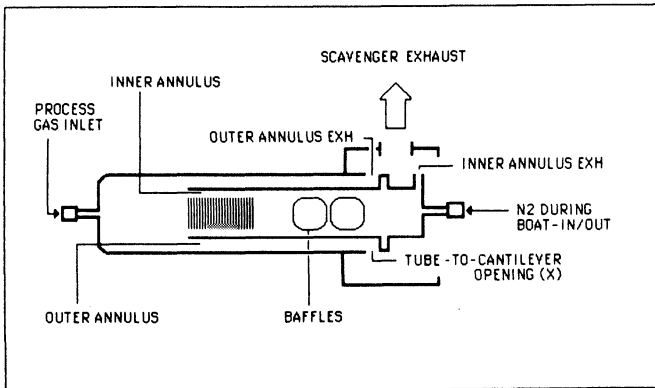 SCAVENGER EXHAUST
INNER ANNULUS
PROCESS
GAS INLET
OUTER ANNULUS EXH
INNER ANNULUS EXH
N2 DURING
BOAT-IN/OUT
TUBE-TO-CANTILEVER
OPENING (X)
OUTER ANNULUS
BAFFLES